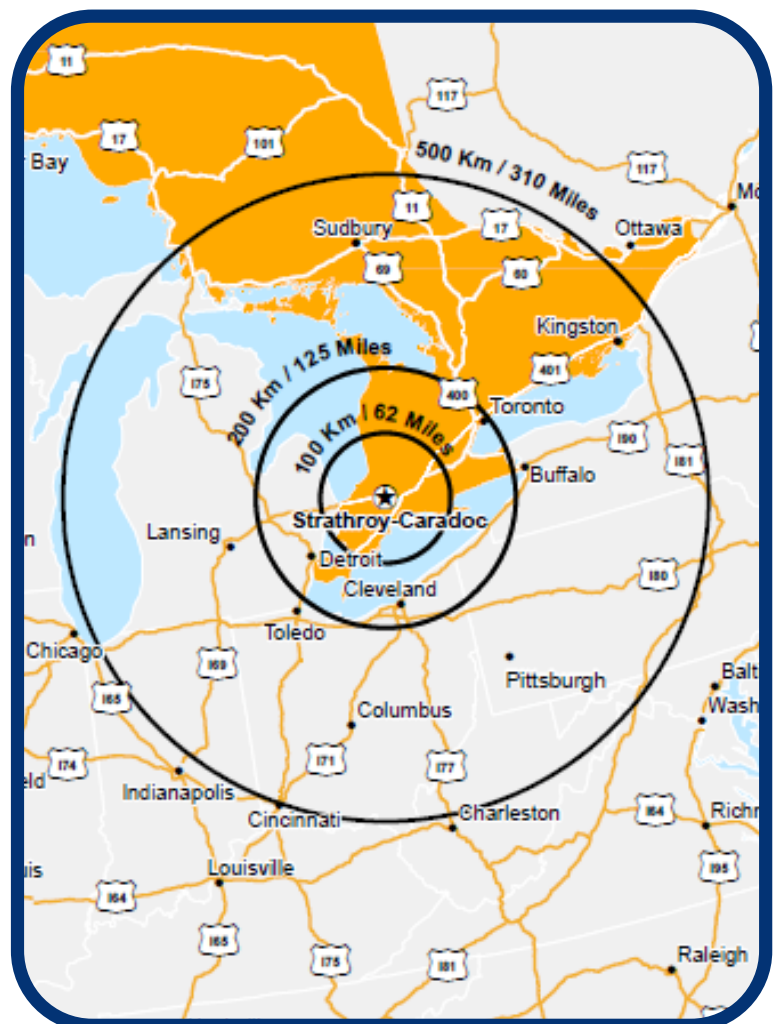 11
117
17
101
500 Km / 310 Miles
r Bay
117
Mo
11
17
Sudbury
Ottawa
69
60
Kingston
200 Km / 125 Miles
401
175
400
Toronto
100 Km / 62 Miles
190
181
Buffalo
Strathroy-Caradoc
Lansing
n
Detroit
180
Cleveland
Toledo
Chicago
169
Balt
Pittsburgh
165
Wash
Columbus
171
177
174
eld
Indianapolis
Cincinnati
Charleston
164
Richr
Louisville
uis
195
164
165
175
181
Raleigh